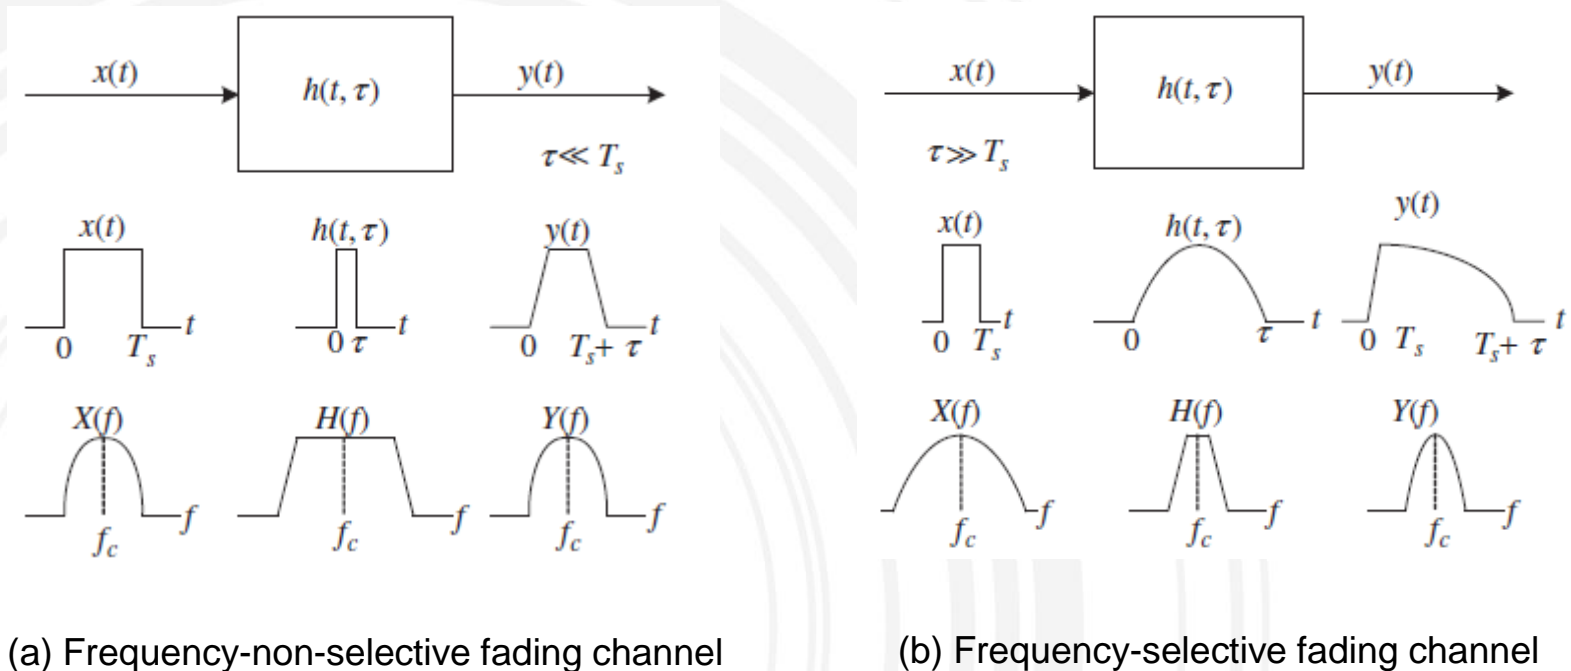 x(t)
h(t, τ)
y(t)
τ≪ T_s
x(t)
h(t, τ)
y(t)
t
t
t
0
T_s
0 τ
0
T_s+ τ
X(f)
H(f)
Y(f)
f
f
f
f_c
f_c
f_c
(a) Frequency-non-selective fading channel
x(t)
h(t, τ)
y(t)
τ≫ T_s
x(t)
h(t, τ)
y(t)
t
t
t
0 T_s
0
τ
0 T_s
T_s+ τ
X(f)
H(f)
Y(f)
f
f
f
f_c
f_c
f_c
(b) Frequency-selective fading channel